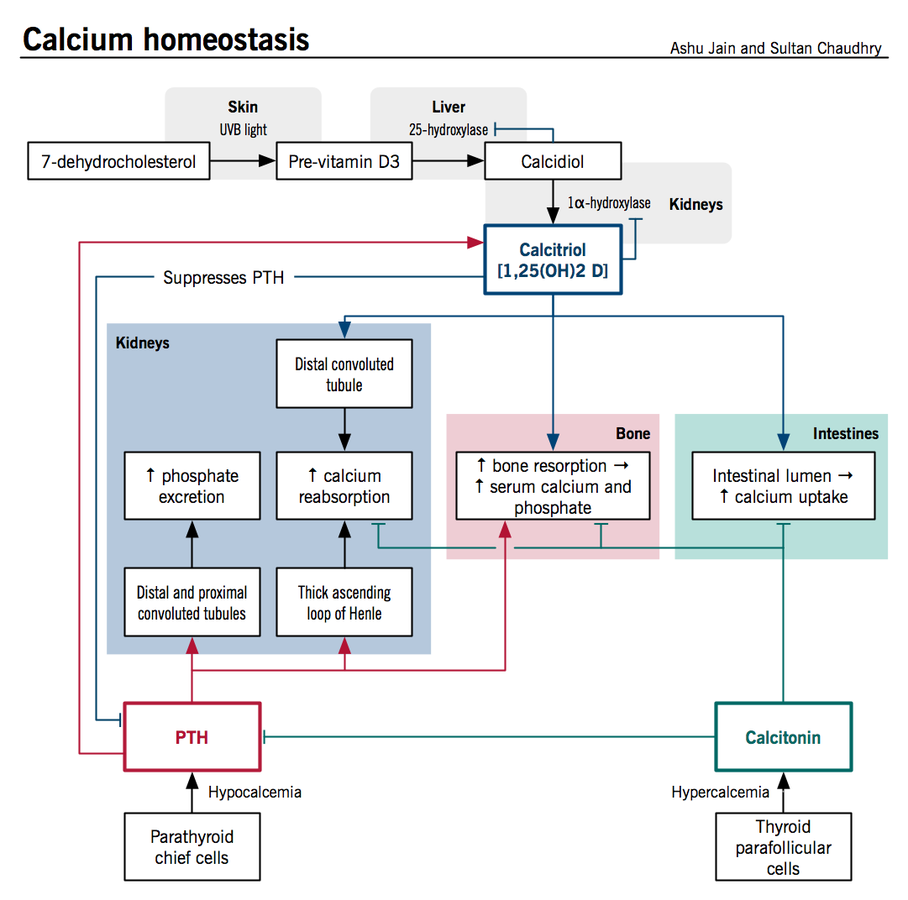 Calcium homeostasis
Ashu Jain and Sultan Chaudhry
Skin
UVB light
Liver
25-hydroxylase
7-dehydrocholesterol
Pre-vitamin D3
Calcidiol
1α-hydroxylase
Kidneys
Calcitriol
[1,25(OH)2 D]
Suppresses PTH
Kidneys
Distal convoluted
tubule
Bone
Intestines
↑ phosphate
excretion
↑ calcium
reabsorption
↑ bone resorption →
↑ serum calcium and
phosphate
Intestinal lumen →
↑ calcium uptake
Distal and proximal
convoluted tubules
Thick ascending
loop of Henle
PTH
Calcitonin
Hypocalcemia
Hypercalcemia
Parathyroid
chief cells
Thyroid
parafollicular
cells